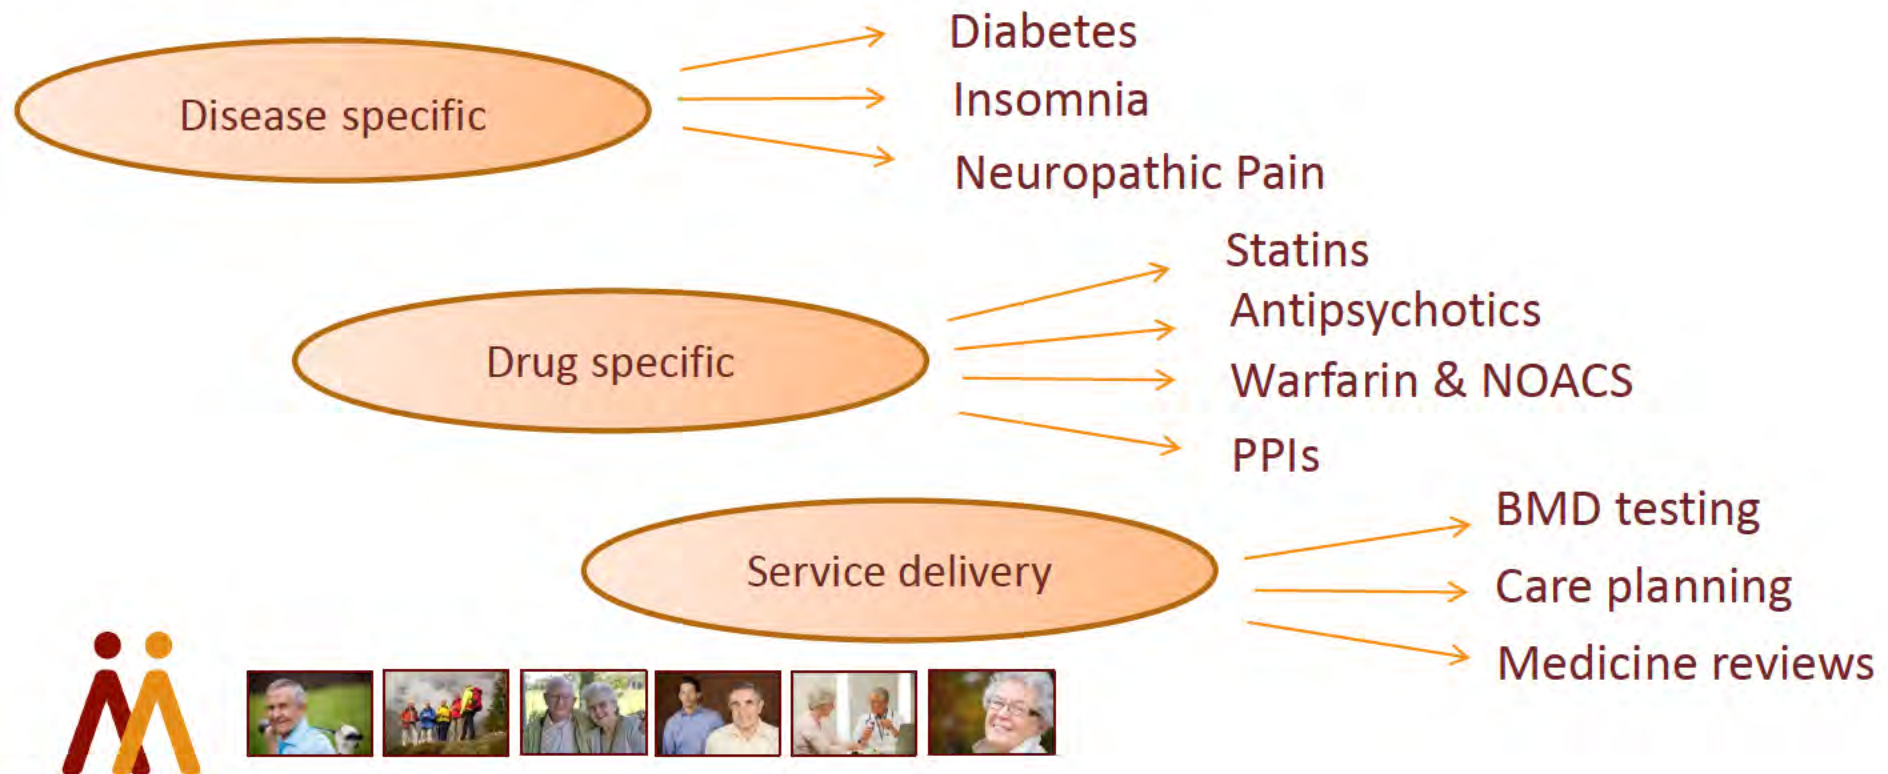 Disease specific
Diabetes
Insomnia
Neuropathic Pain
Drug specific
Statins
Antipsychotics
Warfarin & NOACS
PPIs
Service delivery
BMD testing
Care planning
Medicine reviews